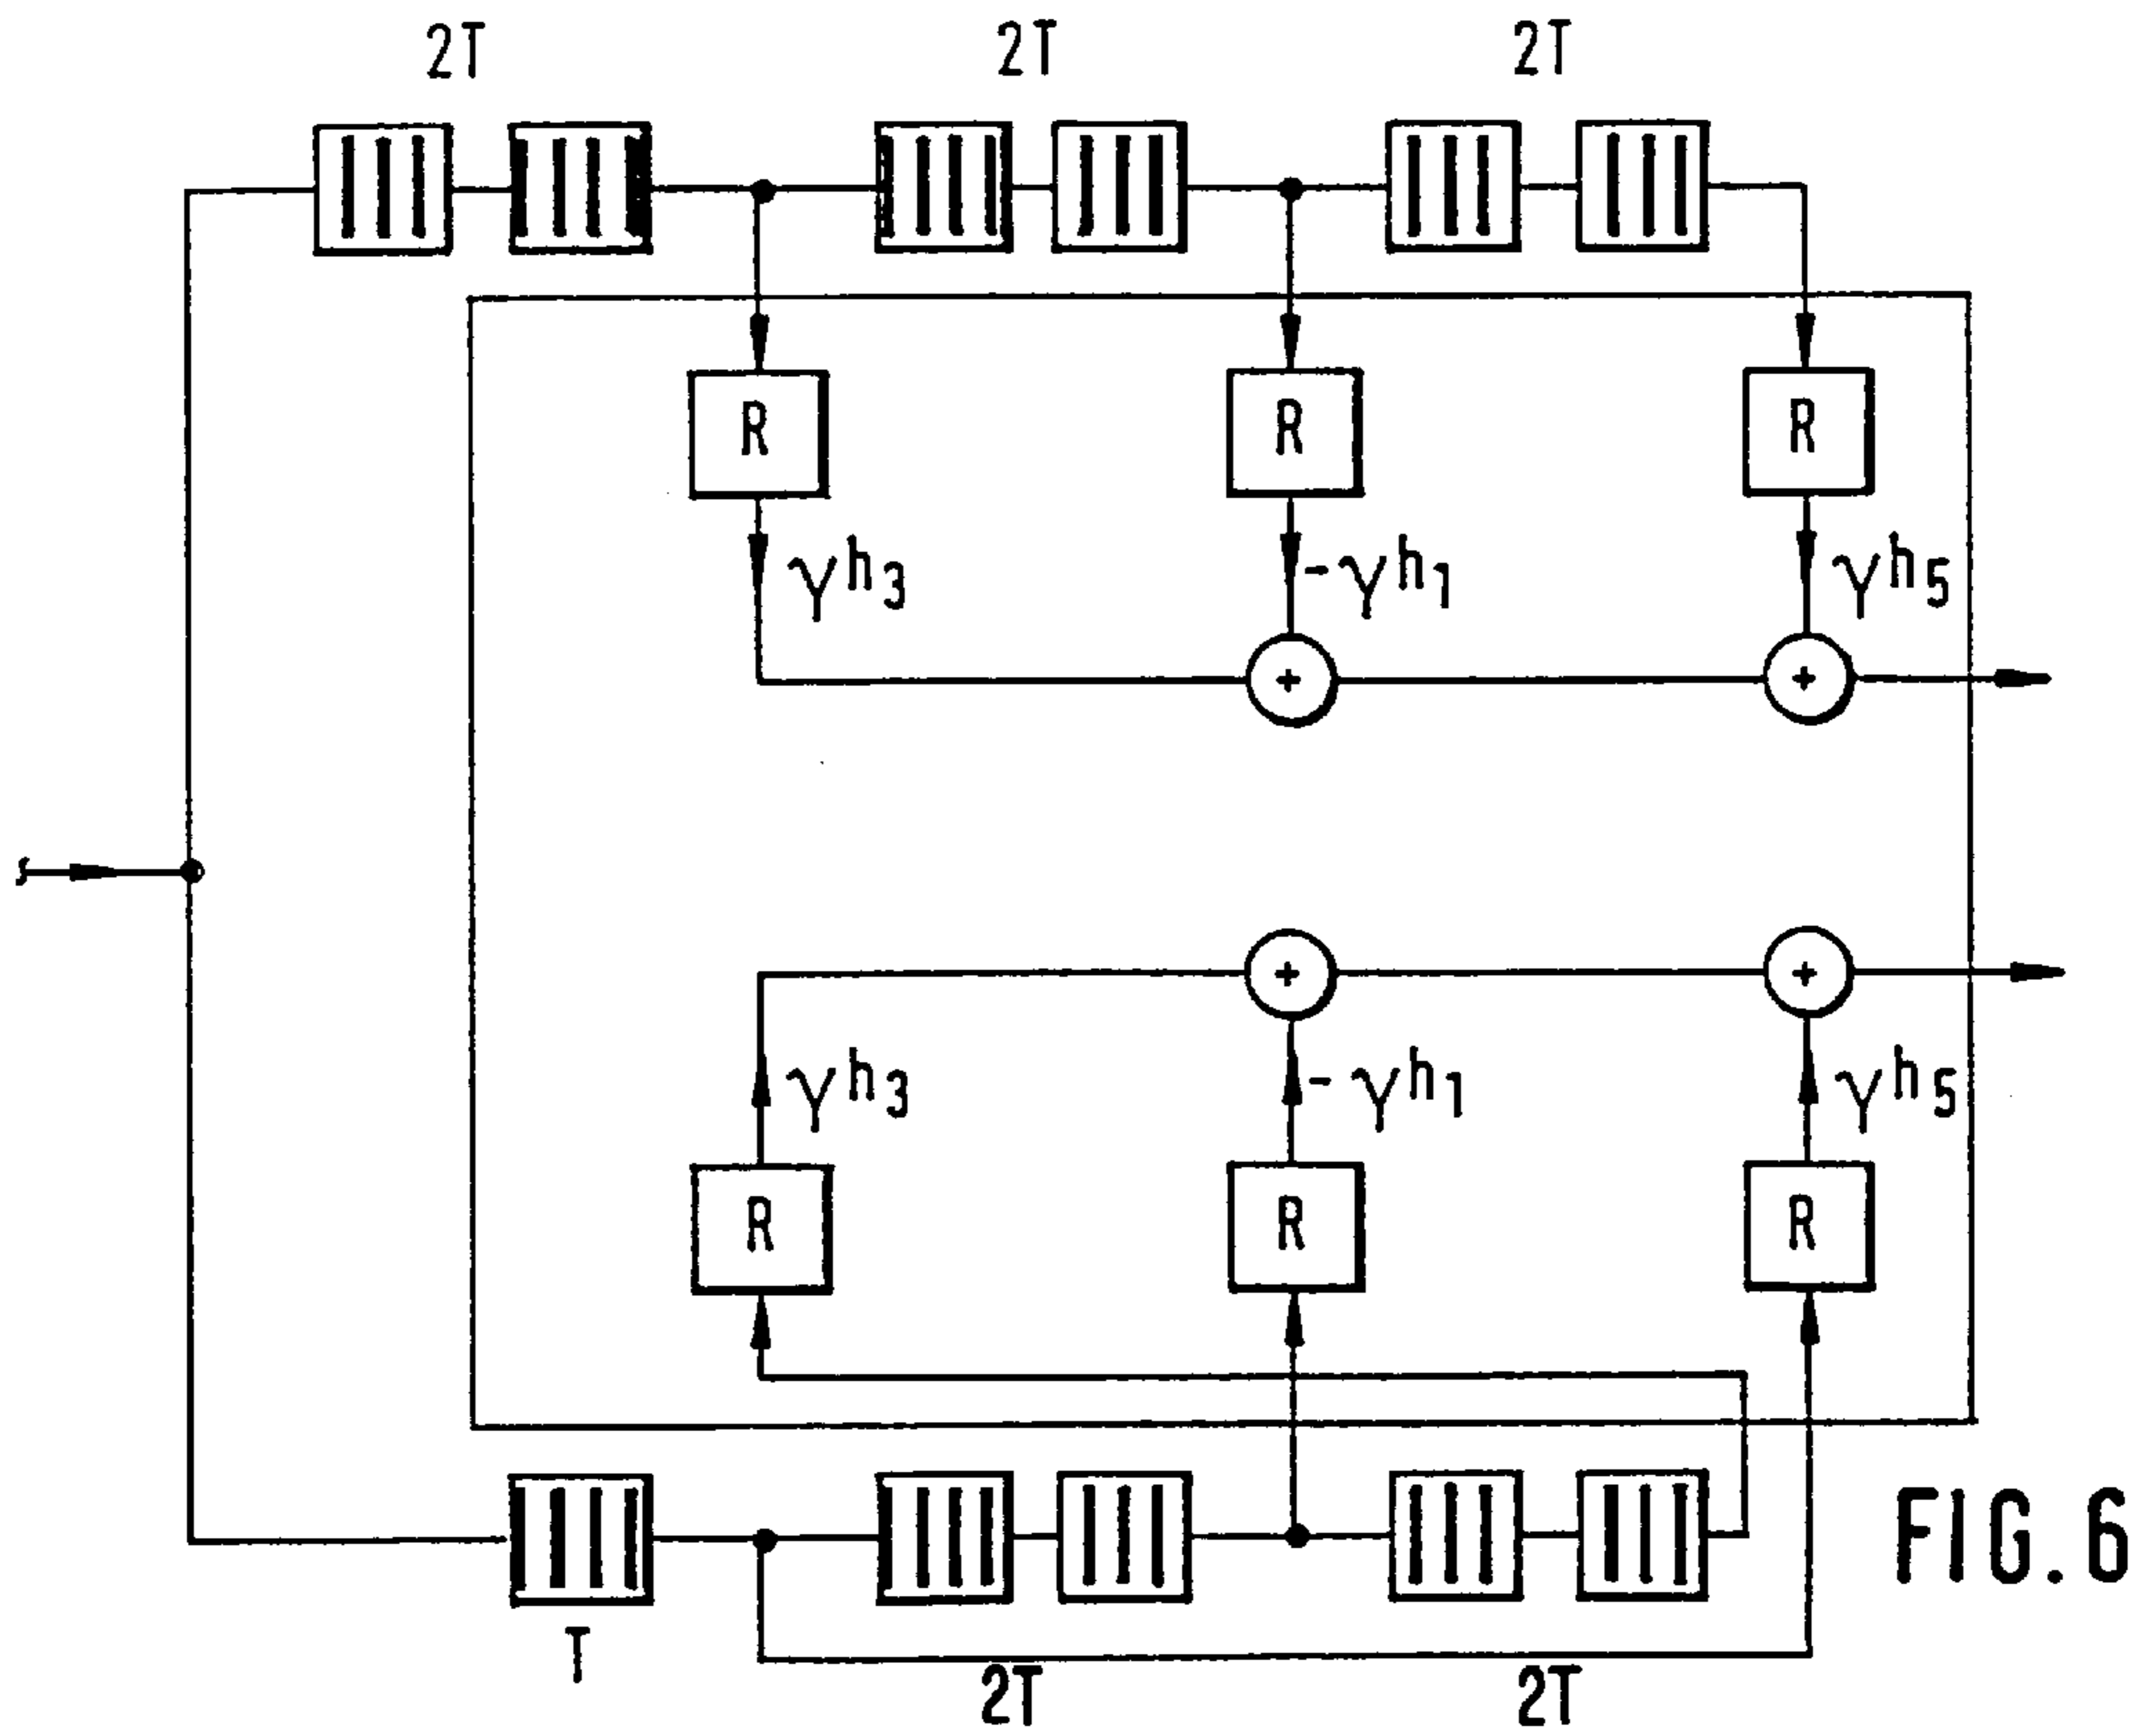 2T 2T 2T
R R R
γh3 -γh1 γh5
+ +
s
+ +
γh3 - γh1 γh5
R R R
FIG. 6
T 2T 2T